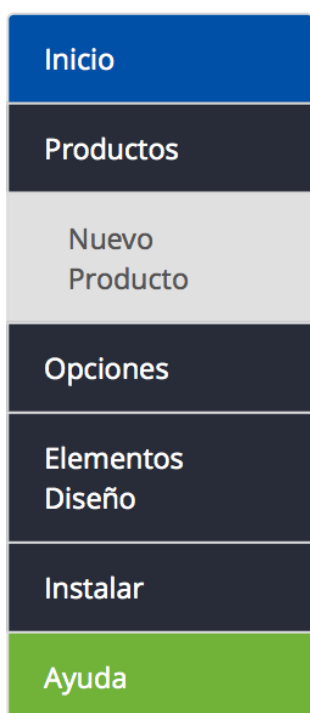 Inicio
Productos
Nuevo
Producto
Opciones
Elementos
Diseño
Instalar
Ayuda